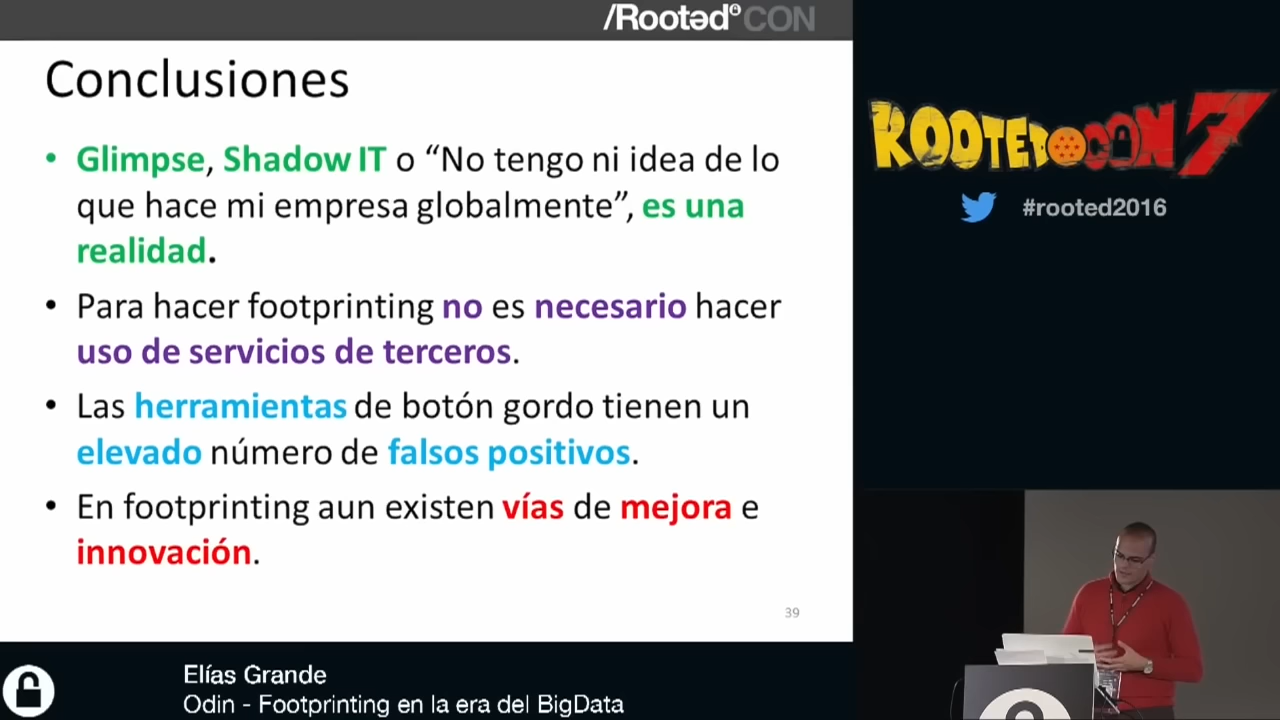 /Rootəd CON
Conclusiones
• Glimpse, Shadow IT o “No tengo ni idea de lo
que hace mi empresa globalmente”, es una
realidad.
• Para hacer footprinting no es necesario hacer
uso de servicios de terceros.
• Las herramientas de botón gordo tienen un
elevado número de falsos positivos.
• En footprinting aun existen vías de mejora e
innovación.
39
ROOTED CON 7
#rooted2016
Elías Grande
Odin - Footprinting en la era del BigData